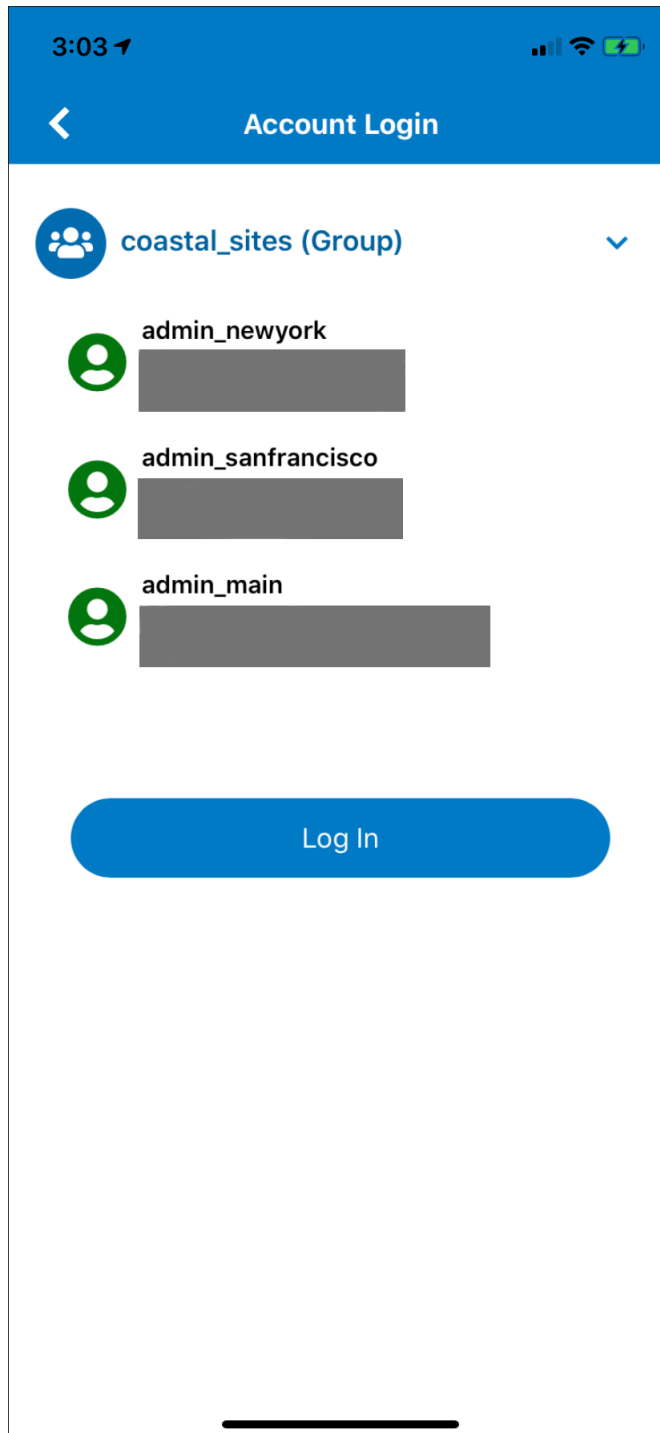 3:03
Account Login
coastal_sites (Group)
admin_newyork
admin_sanfrancisco
admin_main
Log In